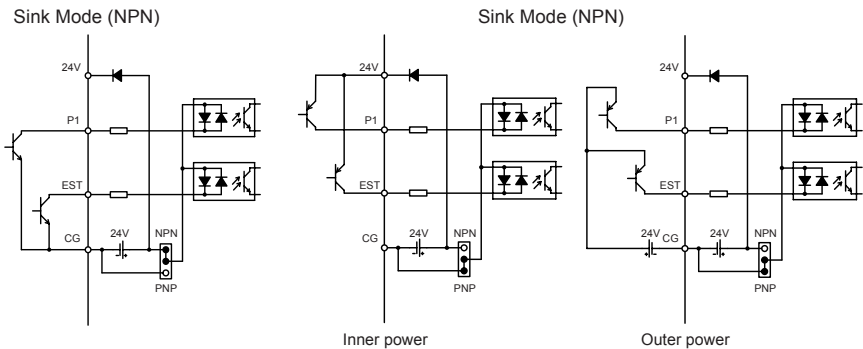 Sink Mode (NPN)
Sink Mode (NPN)
24V
P1
EST
CG
24V
NPN
PNP
24V
P1
EST
CG
24V
NPN
PNP
Inner power
24V
P1
EST
24V
CG
24V
NPN
PNP
Outer power